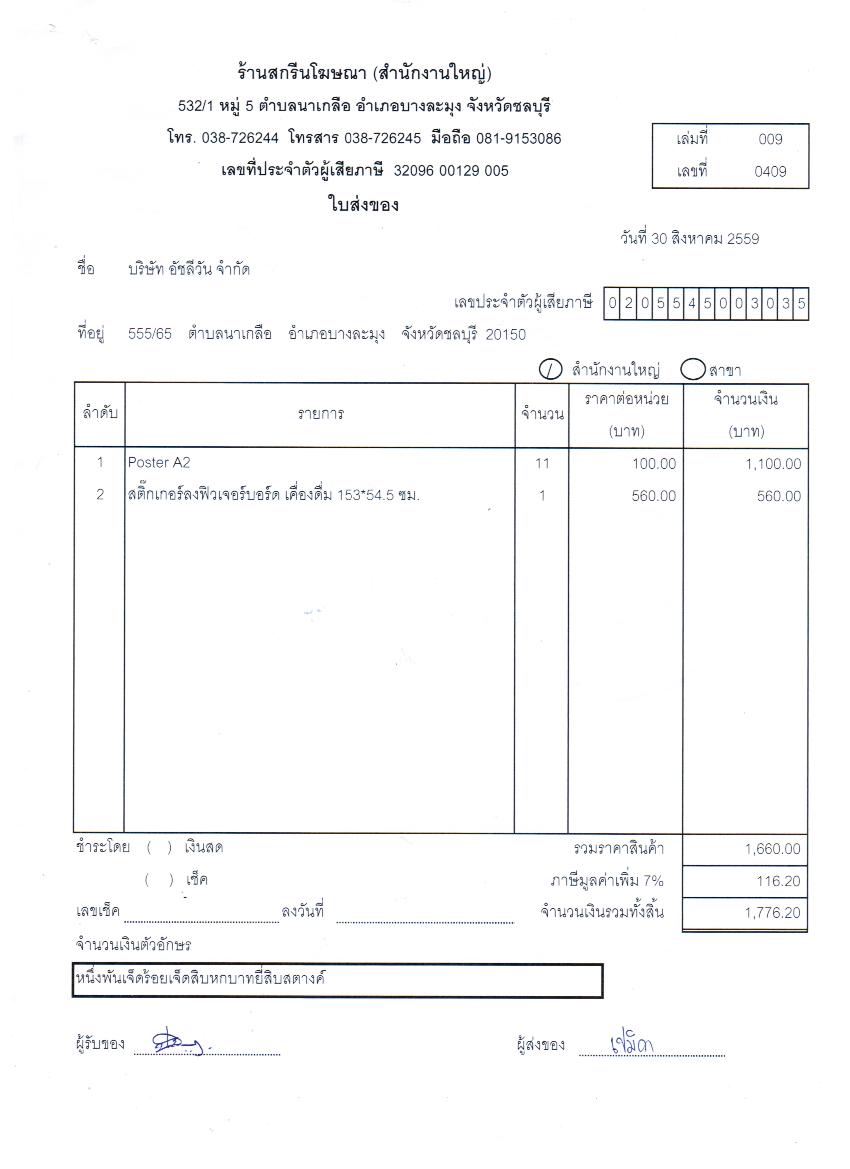 ร้านสกรีนโฆษณา (สำนักงานใหญ่)
532/1 หมู่ 5 ตำบลนาเกลือ อำเภอบางละมุง จังหวัดชลบุรี
โทร. 038-726244 โทรสาร 038-726245 มือถือ 081-9153086
เล่มที่ 009
เลขที่ประจำตัวผู้เสียภาษี 32096 00129 005
เลขที่ 0409
ใบส่งของ
วันที่ 30 สิงหาคม 2559
ชื่อ บริษัท อัชลีวัน จำกัด
เลขประจำตัวผู้เสียภาษี 0205545003035
ที่อยู่ 555/65 ตำบลนาเกลือ อำเภอบางละมุง จังหวัดชลบุรี 20150
(/) สำนักงานใหญ่ สาขา
ลำดับ รายการ จำนวน ราคาต่อหน่วย (บาท) จำนวนเงิน (บาท)
1 Poster A2 11 100.00 1,100.00
2 สติ๊กเกอร์ลงฟิวเจอร์บอร์ด เคื่องดื่ม 153*54.5 ซม. 1 560.00 560.00
ชำระโดย ( ) เงินสด รวมราคาสินค้า 1,660.00
( ) เช็ค ภาษีมูลค่าเพิ่ม 7% 116.20
เลขเช็ค ลงวันที่ จำนวนเงินรวมทั้งสิ้น 1,776.20
จำนวนเงินตัวอักษร
หนึ่งพันเจ็ดร้อยเจ็ดสิบหกบาทยี่สิบสตางค์
ผู้รับของ ผู้ส่งของ